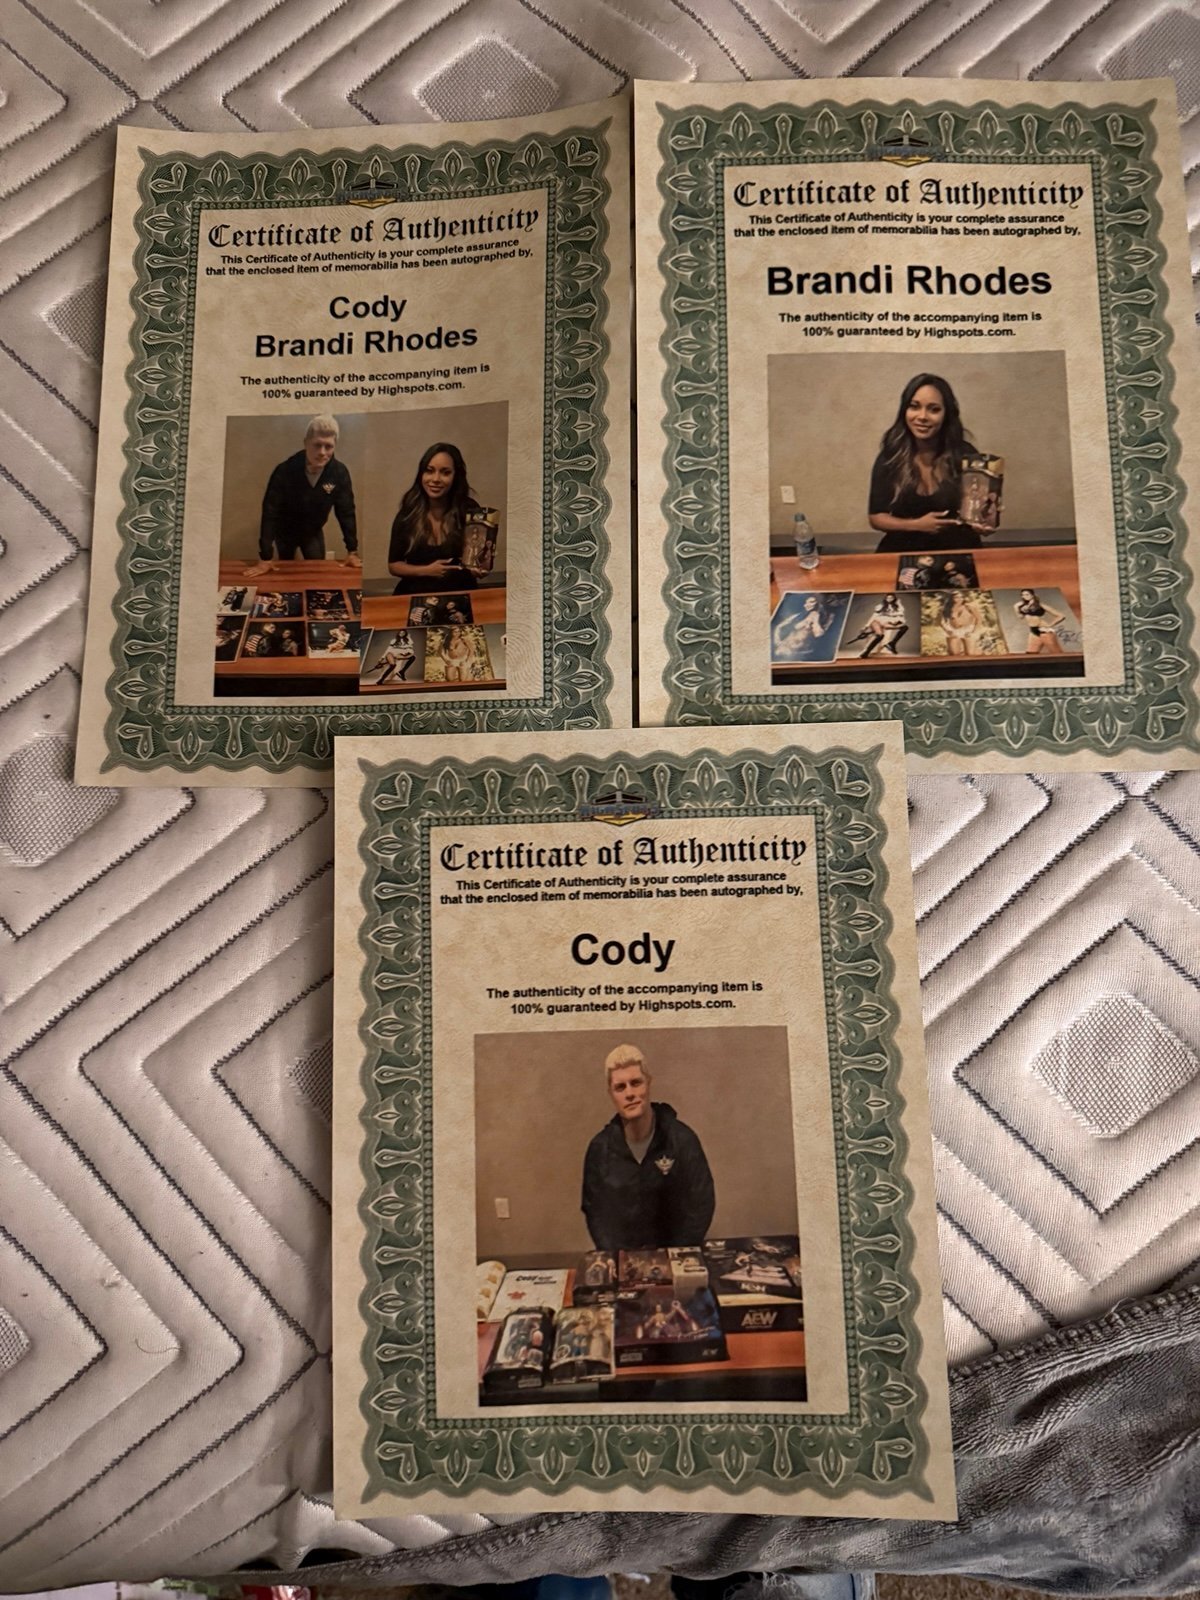 Certificate of Authenticity
This Certificate of Authenticity is your complete assurance
that the enclosed item of memorabilia has been autographed by,
Cody
Brandi Rhodes
The authenticity of the accompanying item is
100% guaranteed by Highspots.com.
Certificate of Authenticity
This Certificate of Authenticity is your complete assurance
that the enclosed item of memorabilia has been autographed by,
Brandi Rhodes
The authenticity of the accompanying item is
100% guaranteed by Highspots.com.
HIGHSPOTS
Certificate of Authenticity
This Certificate of Authenticity is your complete assurance
that the enclosed item of memorabilia has been autographed by,
Cody
The authenticity of the accompanying item is
100% guaranteed by Highspots.com.
Cody
AEW